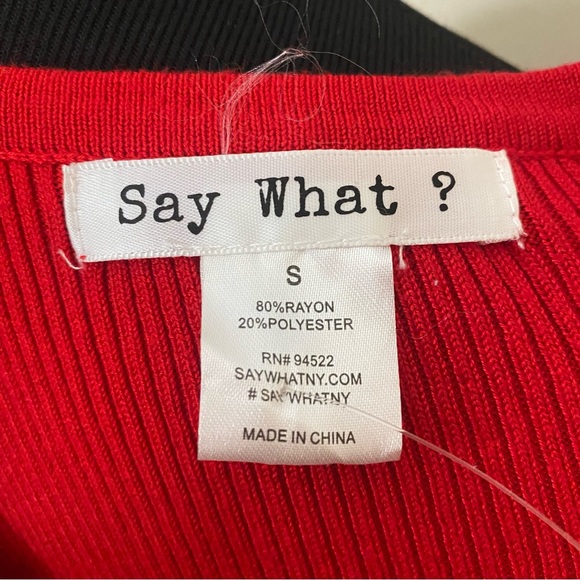 Say What ?
S
80%RAYON
20%POLYESTER
RN# 94522
SAYWHATNY.COM
# SAYWHATNY
MADE IN CHINA